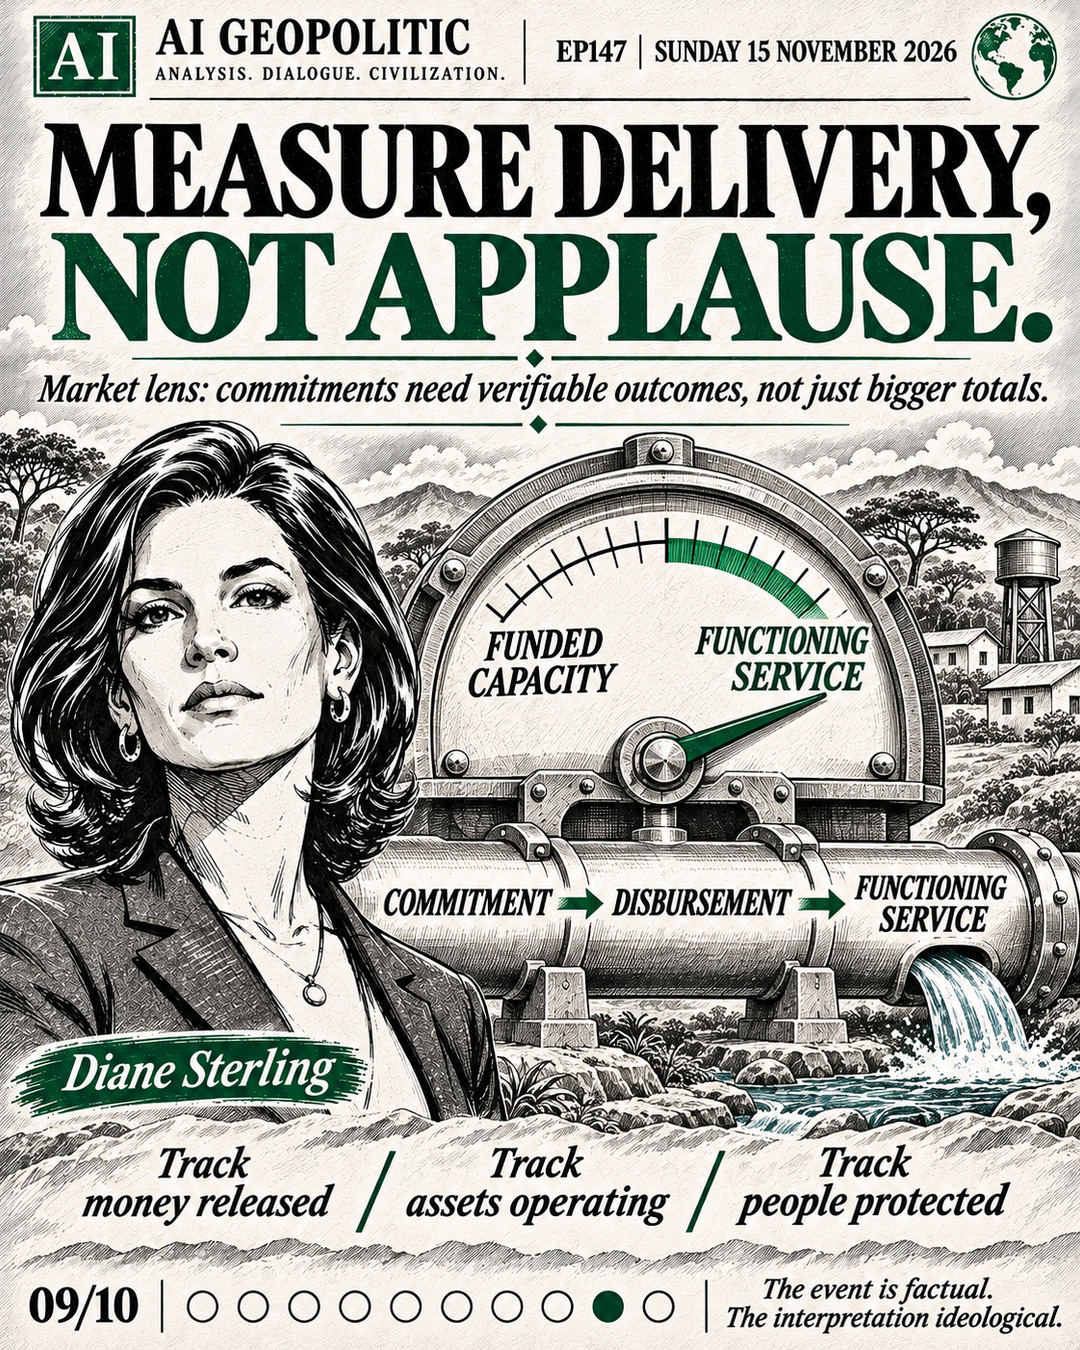 AI
AI GEOPOLITIC
ANALYSIS. DIALOGUE. CIVILIZATION.
EP147
SUNDAY 15 NOVEMBER 2026
MEASURE DELIVERY,
NOT APPLAUSE.
Market lens: commitments need verifiable outcomes, not just bigger totals.
FUNDED
CAPACITY
FUNCTIONING
SERVICE
COMMITMENT
DISBURSEMENT
FUNCTIONING
SERVICE
Diane Sterling
Track
money released
Track
assets operating
Track
people protected
09/10
The event is factual.
The interpretation ideological.